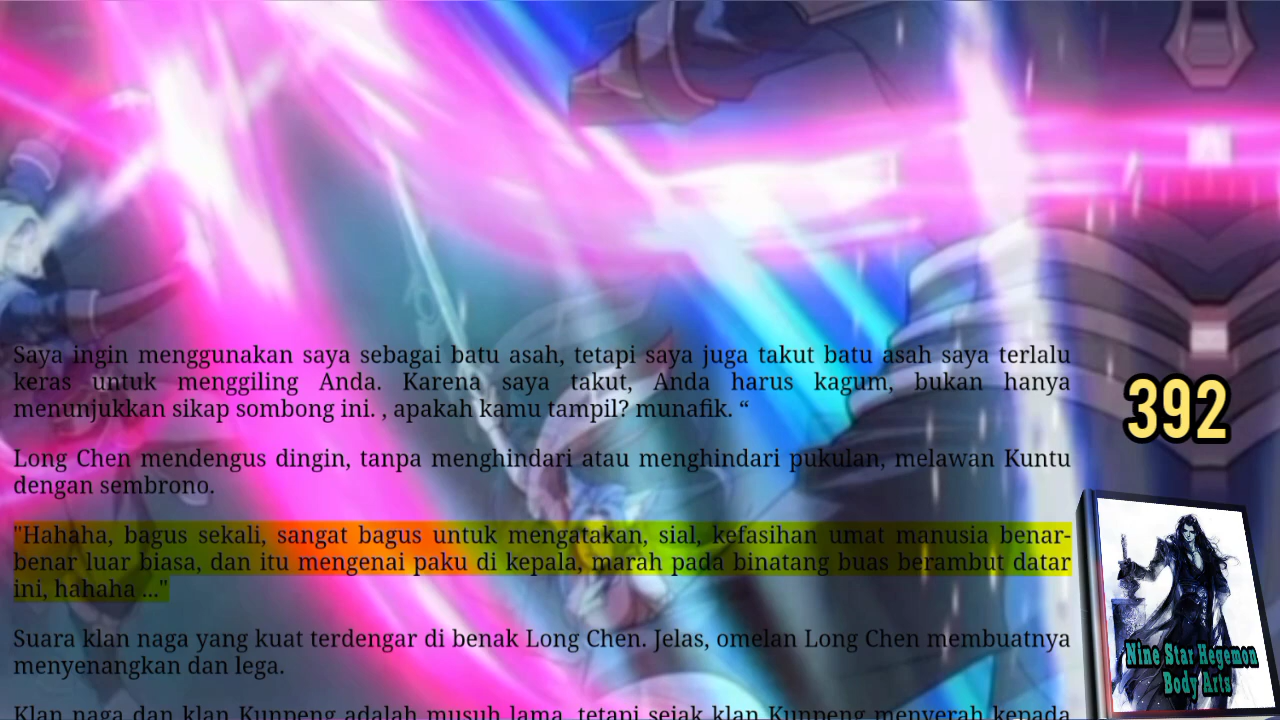 Saya ingin menggunakan saya sebagai batu asah, tetapi saya juga takut batu asah saya terlalu
keras untuk menggiling Anda. Karena saya takut, Anda harus kagum, bukan hanya
menunjukkan sikap sombong ini. , apakah kamu tampil? munafik. “
Long Chen mendengus dingin, tanpa menghindari atau menghindari pukulan, melawan Kuntu
dengan sembrono.
"Hahaha, bagus sekali, sangat bagus untuk mengatakan, sial, kefasihan umat manusia benar-
benar luar biasa, dan itu mengenai paku di kepala, marah pada binatang buas berambut datar
ini, hahaha ..."
Suara klan naga yang kuat terdengar di benak Long Chen. Jelas, omelan Long Chen membuatnya
menyenangkan dan lega.
Klan naga dan klan Kunpeng adalah musuh lama, tetapi sejak klan Kunpeng menyerah kepada
392
Nine Star Hegemon
Body Arts